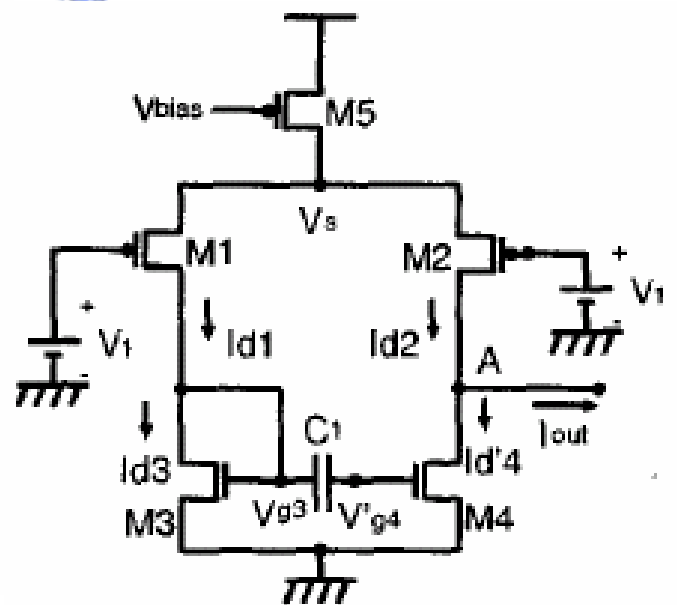 Vbias
M5
Vs
M1
M2
+
V1
-
+
V1
-
Id1
Id2
A
Iout
Id3
C1
Id'4
Vg3
V'g4
M3
M4